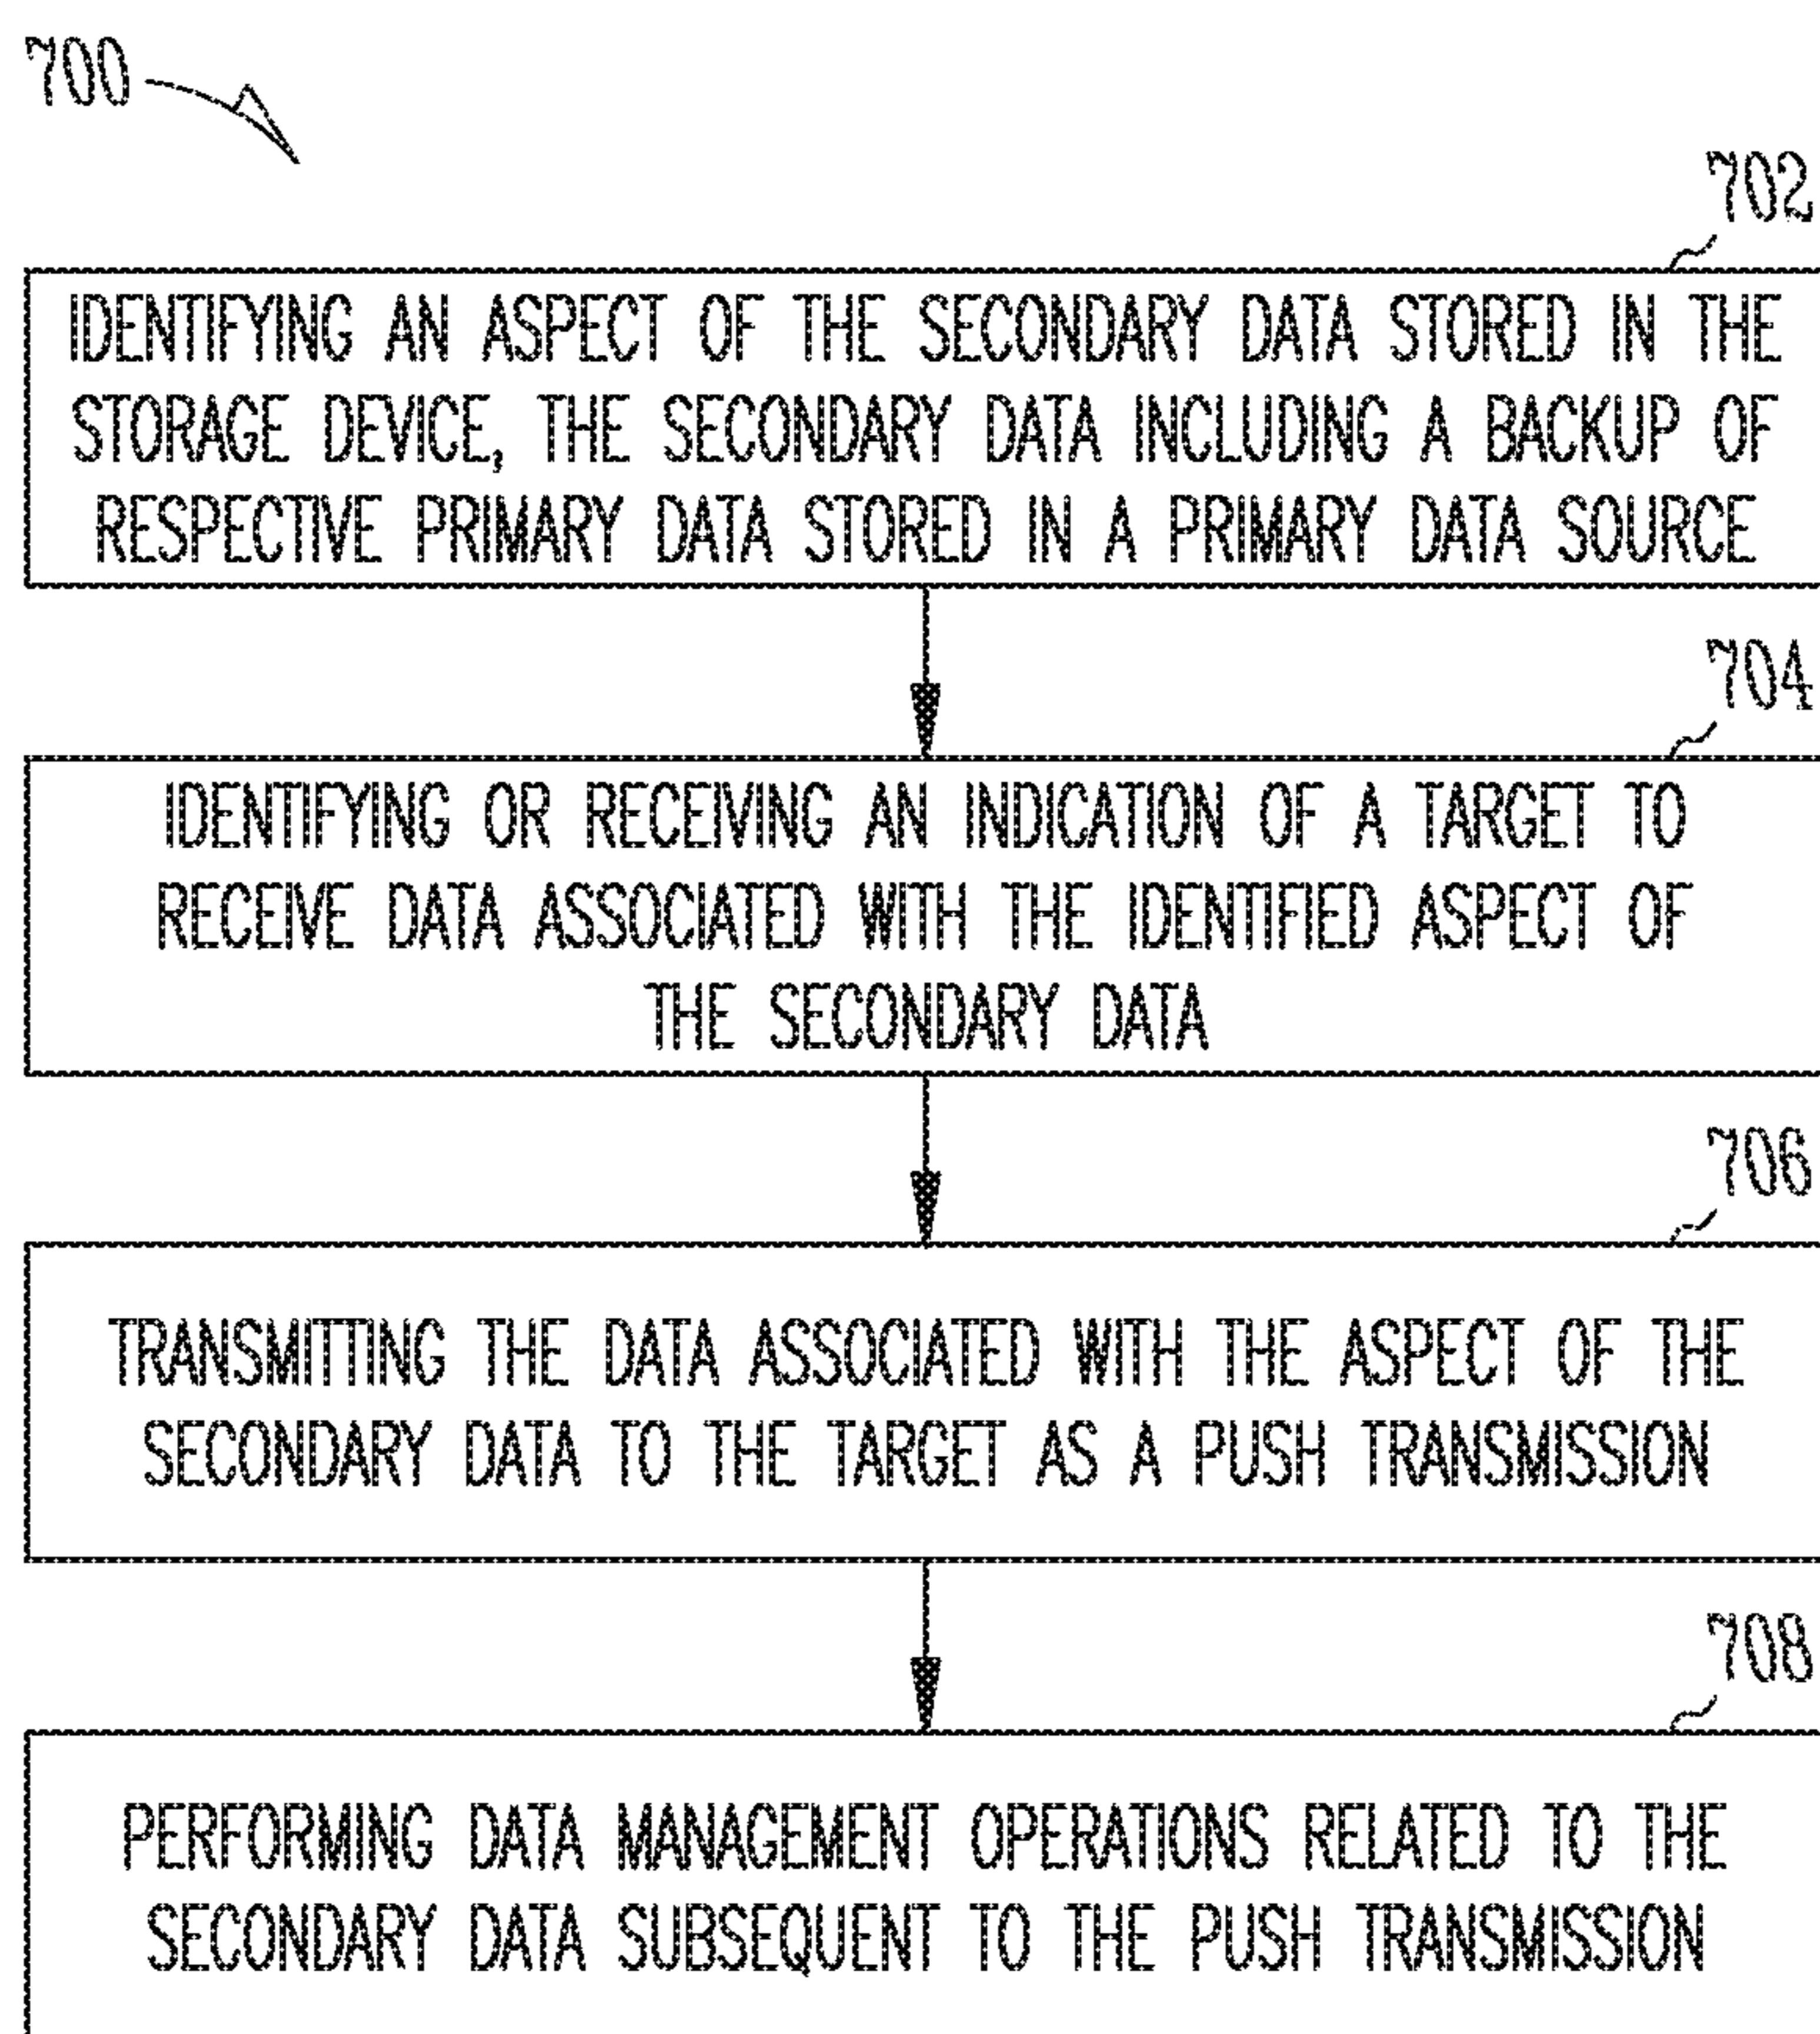 700
702
IDENTIFYING AN ASPECT OF THE SECONDARY DATA STORED IN THE
STORAGE DEVICE, THE SECONDARY DATA INCLUDING A BACKUP OF
RESPECTIVE PRIMARY DATA STORED IN A PRIMARY DATA SOURCE
704
IDENTIFYING OR RECEIVING AN INDICATION OF A TARGET TO
RECEIVE DATA ASSOCIATED WITH THE IDENTIFIED ASPECT OF
THE SECONDARY DATA
706
TRANSMITTING THE DATA ASSOCIATED WITH THE ASPECT OF THE
SECONDARY DATA TO THE TARGET AS A PUSH TRANSMISSION
708
PERFORMING DATA MANAGEMENT OPERATIONS RELATED TO THE
SECONDARY DATA SUBSEQUENT TO THE PUSH TRANSMISSION